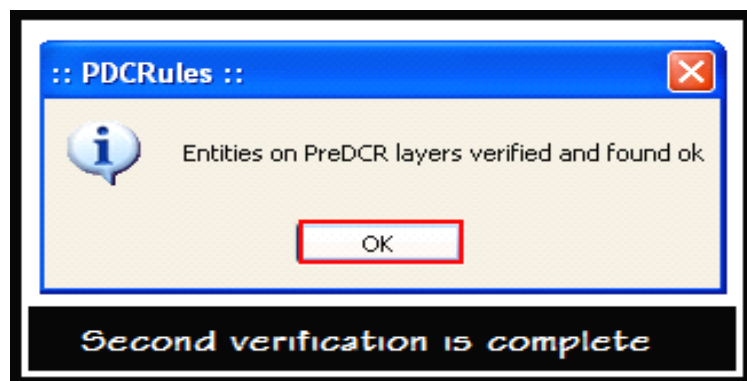 :: PDCRules ::
Entities on PreDCR layers verified and found ok
OK
Second verification is complete